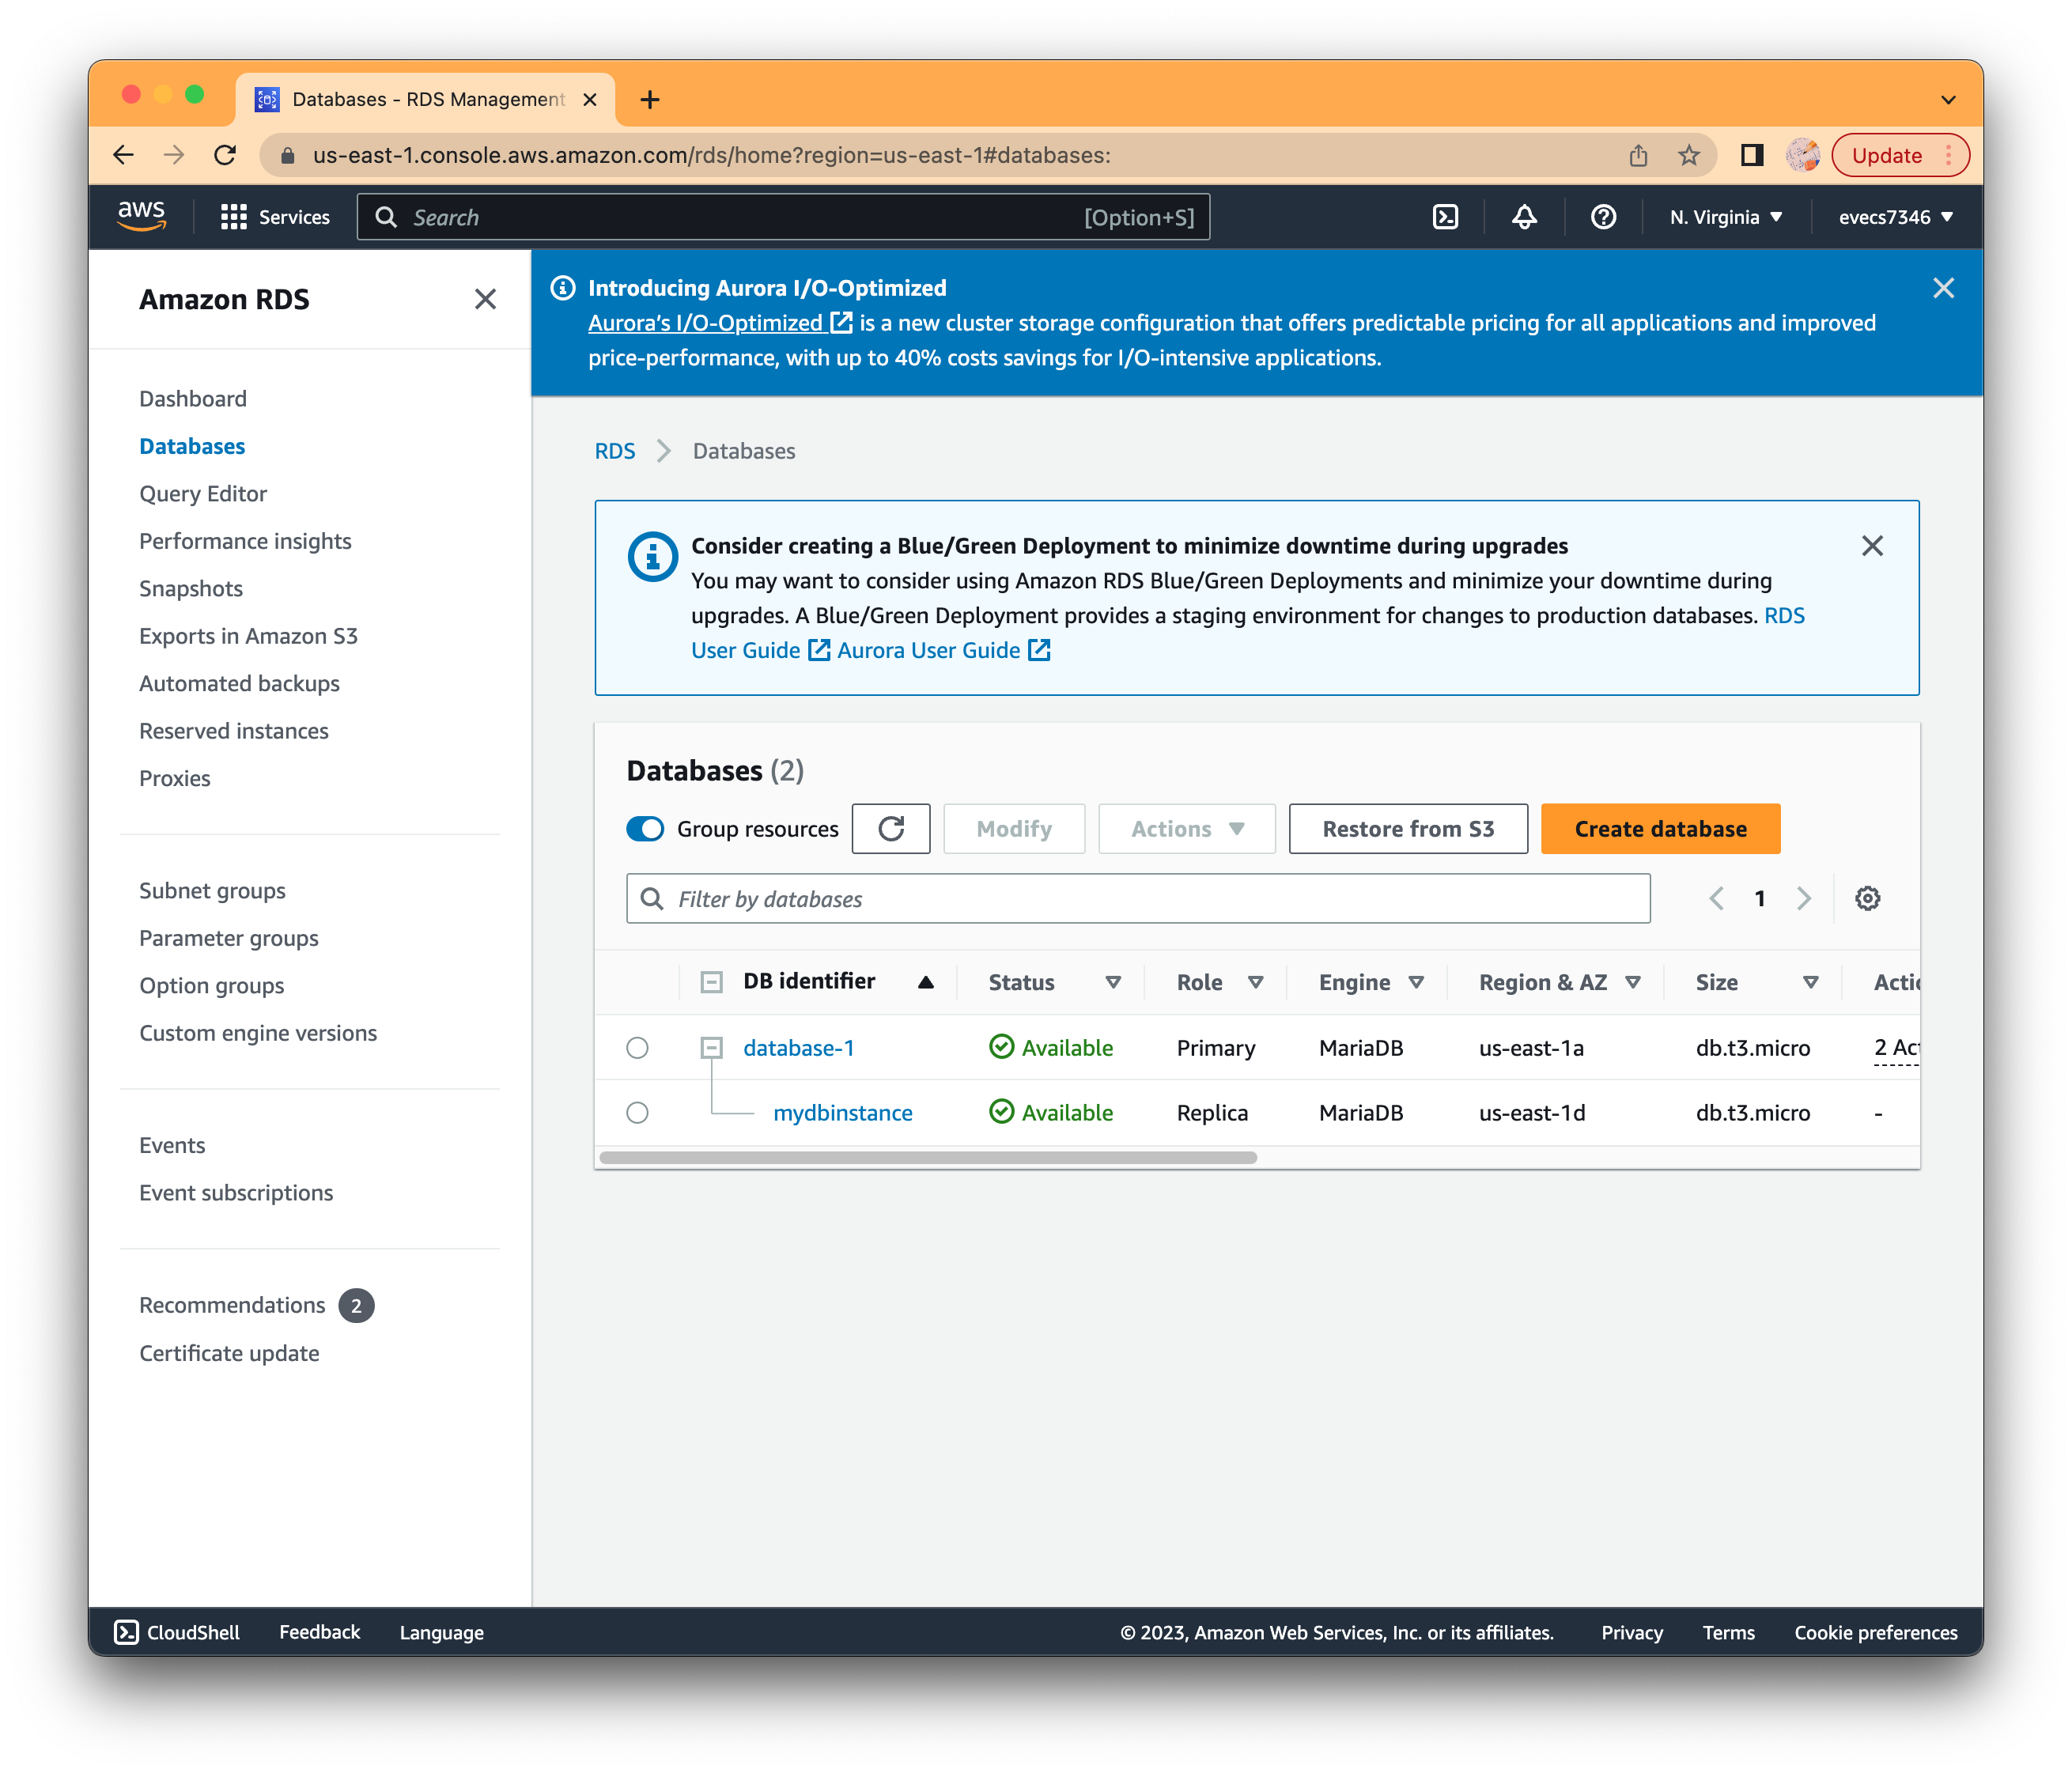 Databases - RDS Management
us-east-1.console.aws.amazon.com/rds/home?region=us-east-1#databases:
Update
aws
Services
Search
[Option+S]
N. Virginia
evecs7346
Amazon RDS
Dashboard
Databases
Query Editor
Performance insights
Snapshots
Exports in Amazon S3
Automated backups
Reserved instances
Proxies
Subnet groups
Parameter groups
Option groups
Custom engine versions
Events
Event subscriptions
Recommendations 2
Certificate update
Introducing Aurora I/O-Optimized
Aurora’s I/O-Optimized is a new cluster storage configuration that offers predictable pricing for all applications and improved
price-performance, with up to 40% costs savings for I/O-intensive applications.
RDS Databases
Consider creating a Blue/Green Deployment to minimize downtime during upgrades
You may want to consider using Amazon RDS Blue/Green Deployments and minimize your downtime during
upgrades. A Blue/Green Deployment provides a staging environment for changes to production databases. RDS
User Guide Aurora User Guide
Databases (2)
Group resources
Modify
Actions
Restore from S3
Create database
Filter by databases
1
DB identifier Status Role Engine Region & AZ Size
database-1 Available Primary MariaDB us-east-1a db.t3.micro 2
mydbinstance Available Replica MariaDB us-east-1d db.t3.micro -
CloudShell Feedback Language © 2023, Amazon Web Services, Inc. or its affiliates. Privacy Terms Cookie preferences